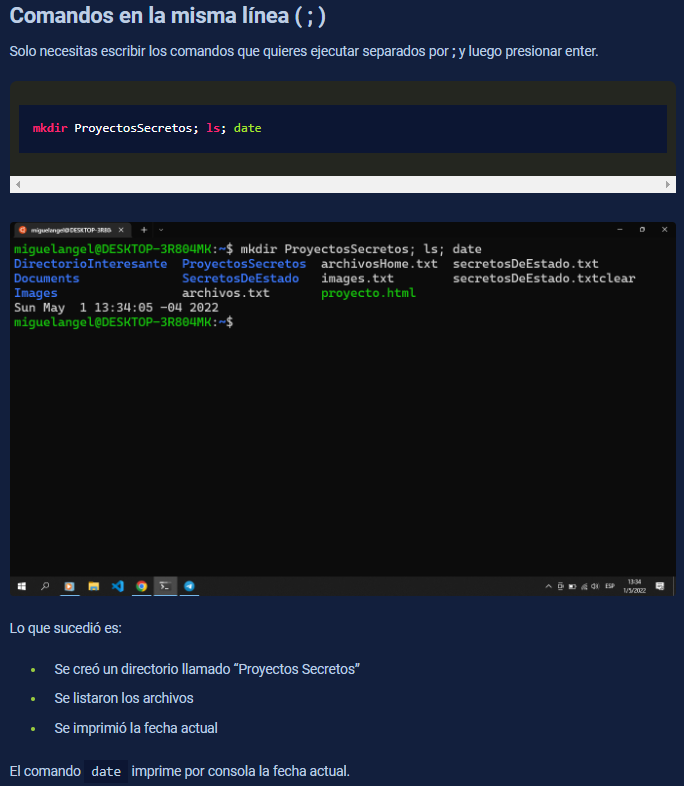 Comandos en la misma línea (;)
Solo necesitas escribir los comandos que quieres ejecutar separados por ; y luego presionar enter.
mkdir ProyectosSecretos; ls; date
miguelangel@DESKTOP-3R804
miguelangel@DESKTOP-3R804MK:~$ mkdir ProyectosSecretos; ls; date
DirectorioInteresante ProyectosSecretos archivosHome.txt secretosDeEstado.txt
Documents SecretosDeEstado images.txt secretosDeEstado.txtclear
Images archivos.txt proyecto.html
Sun May 1 13:34:05 -04 2022
miguelangel@DESKTOP-3R804MK:~$
ESP 13:34
1/5/2022
Lo que sucedió es:
Se creó un directorio llamado “Proyectos Secretos”
Se listaron los archivos
Se imprimió la fecha actual
El comando date imprime por consola la fecha actual.